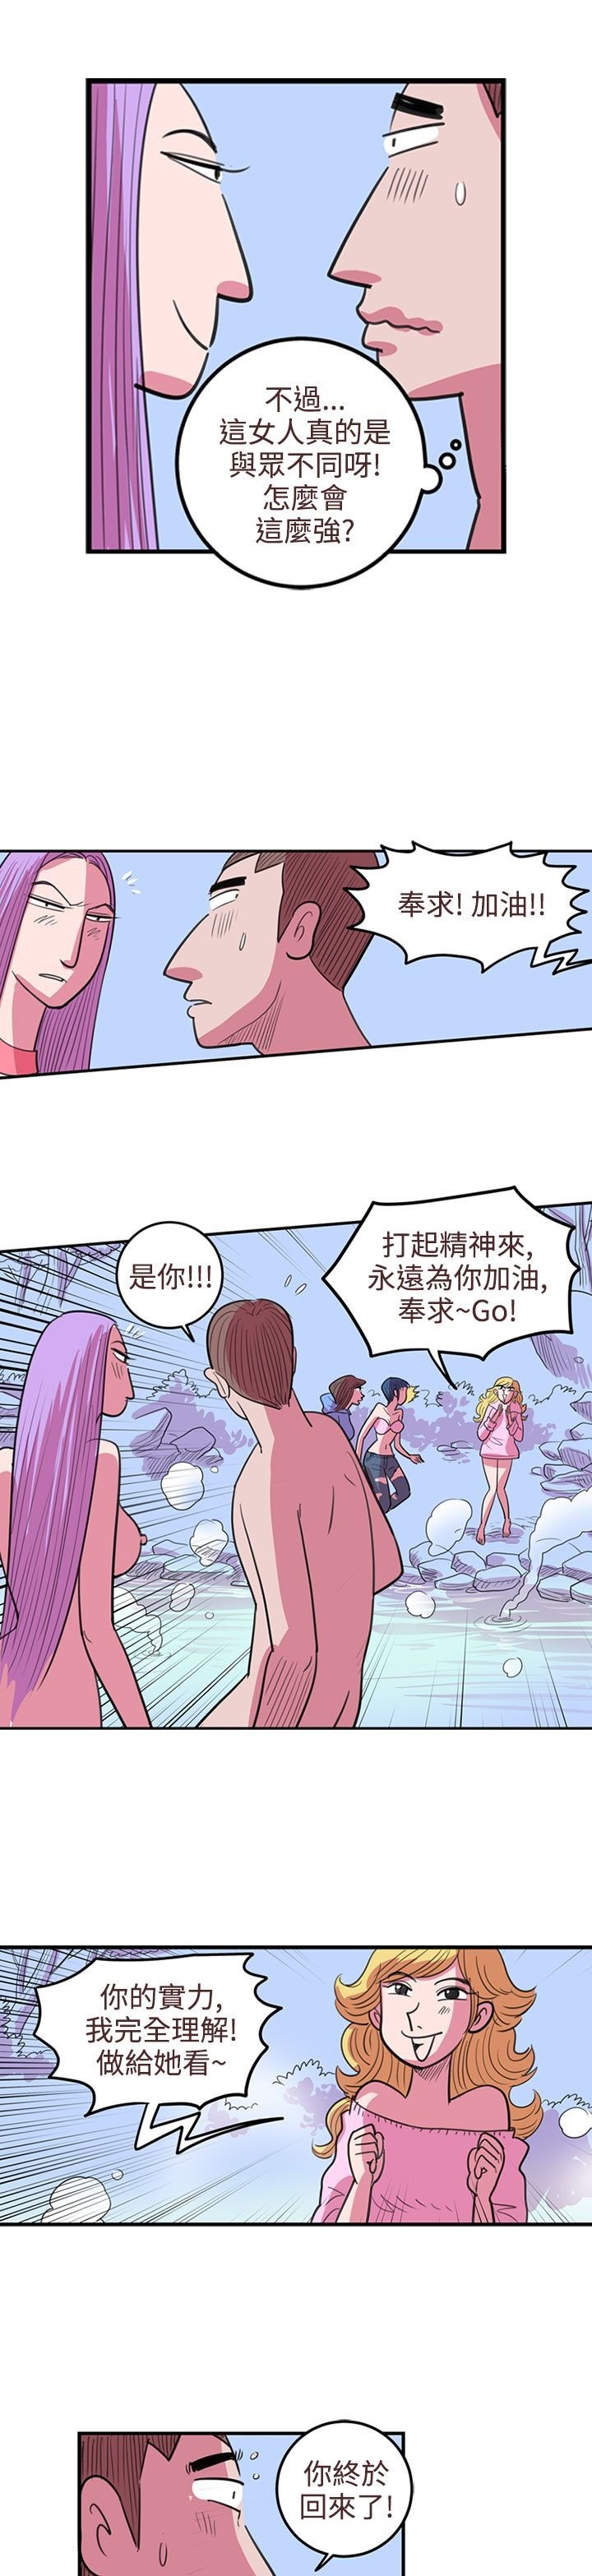 不過...
這女人真的是
與眾不同呀!
怎麼會
這麼強?
奉求! 加油!!
是你!!!
打起精神來,
永遠為你加油,
奉求~Go!
你的實力,
我完全理解!
做給她看~
你終於
回來了!